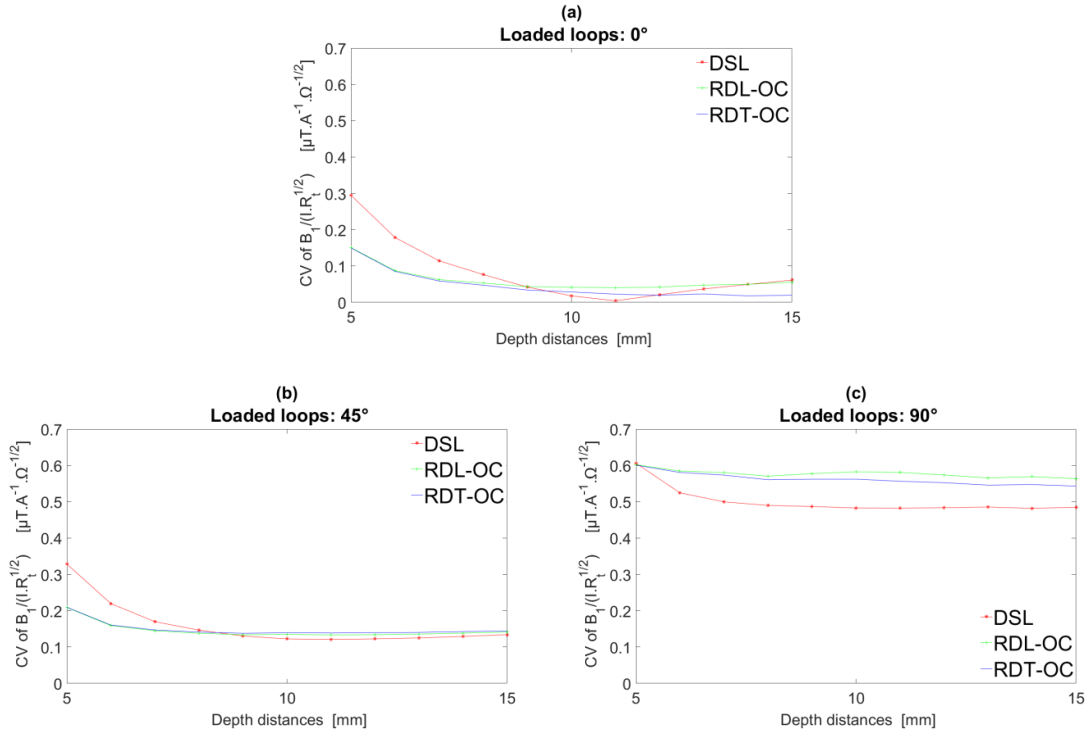 (a)
Loaded loops: 0°
CV of B1/(I.Rt1/2) [µT.A-1.Ω-1/2]
0.7
0.6
0.5
0.4
0.3
0.2
0.1
0
DSL
RDL-OC
RDT-OC
5
10
15
Depth distances [mm]
(b)
Loaded loops: 45°
CV of B1/(I.Rt1/2) [µT.A-1.Ω-1/2]
0.7
0.6
0.5
0.4
0.3
0.2
0.1
0
DSL
RDL-OC
RDT-OC
5
10
15
Depth distances [mm]
(c)
Loaded loops: 90°
CV of B1/(I.Rt1/2) [µT.A-1.Ω-1/2]
0.7
0.6
0.5
0.4
0.3
0.2
0.1
0
DSL
RDL-OC
RDT-OC
5
10
15
Depth distances [mm]